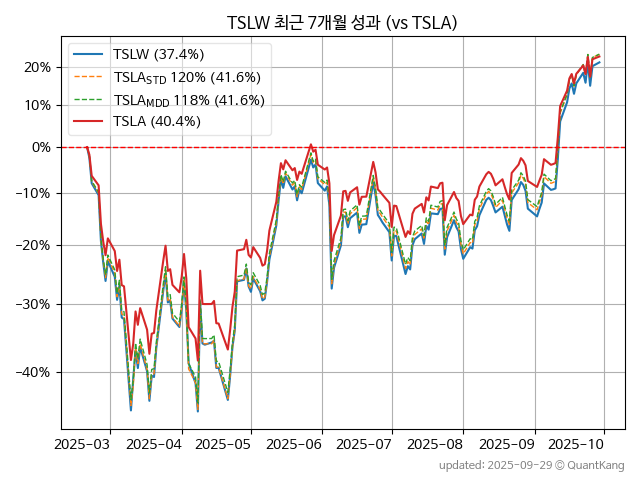 TSLW 최근 7개월 성과 (vs TSLA)
TSLW (37.4%)
TSLA_STD 120% (41.6%)
TSLA_MDD 118% (41.6%)
TSLA (40.4%)
20%
10%
0%
−10%
−20%
−30%
−40%
2025-03 2025-04 2025-05 2025-06 2025-07 2025-08 2025-09 2025-10
updated: 2025-09-29 © QuantKang